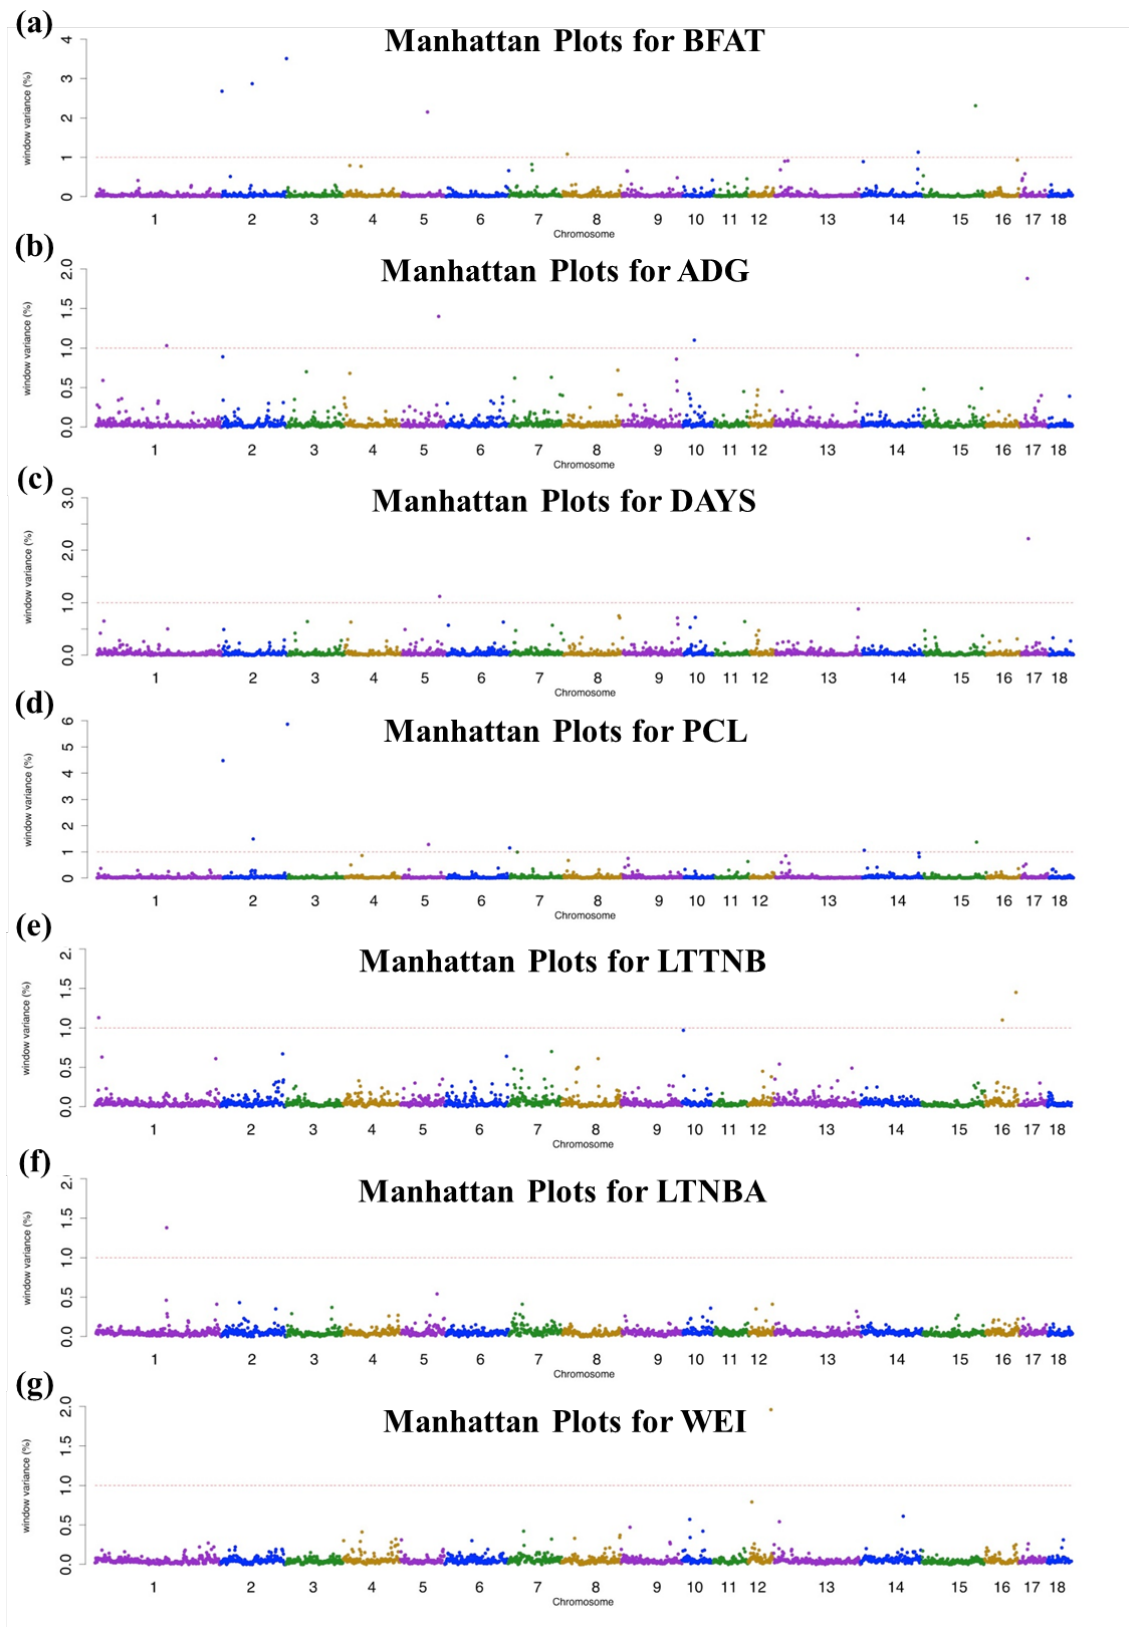 (a)
Manhattan Plots for BFAT
window variance (%)
4
3
2
1
0
1 2 3 4 5 6 7 8 9 10 11 12 13 14 15 16 17 18
Chromosome
(b)
Manhattan Plots for ADG
window variance (%)
2.0
1.5
1.0
0.5
0.0
1 2 3 4 5 6 7 8 9 10 11 12 13 14 15 16 17 18
Chromosome
(c)
Manhattan Plots for DAYS
window variance (%)
3.0
2.0
1.0
0.0
1 2 3 4 5 6 7 8 9 10 11 12 13 14 15 16 17 18
Chromosome
(d)
Manhattan Plots for PCL
window variance (%)
6
5
4
3
2
1
0
1 2 3 4 5 6 7 8 9 10 11 12 13 14 15 16 17 18
Chromosome
(e)
Manhattan Plots for LTTNB
window variance (%)
2.
1.5
1.0
0.5
0.0
1 2 3 4 5 6 7 8 9 10 11 12 13 14 15 16 17 18
Chromosome
(f)
Manhattan Plots for LTNBA
window variance (%)
2.
1.5
1.0
0.5
0.0
1 2 3 4 5 6 7 8 9 10 11 12 13 14 15 16 17 18
Chromosome
(g)
Manhattan Plots for WEI
window variance (%)
2.0
1.5
1.0
0.5
0.0
1 2 3 4 5 6 7 8 9 10 11 12 13 14 15 16 17 18
Chromosome